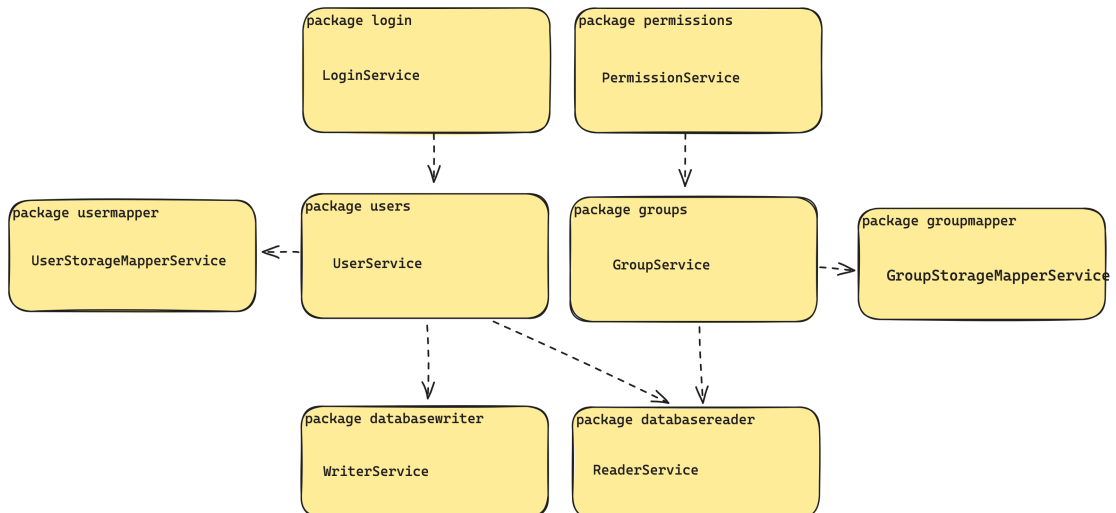 package login
LoginService
package permissions
PermissionService
package usermapper
UserStorageMapperService
package users
UserService
package groups
GroupService
package groupmapper
GroupStorageMapperService
package databasewriter
WriterService
package databasereader
ReaderService